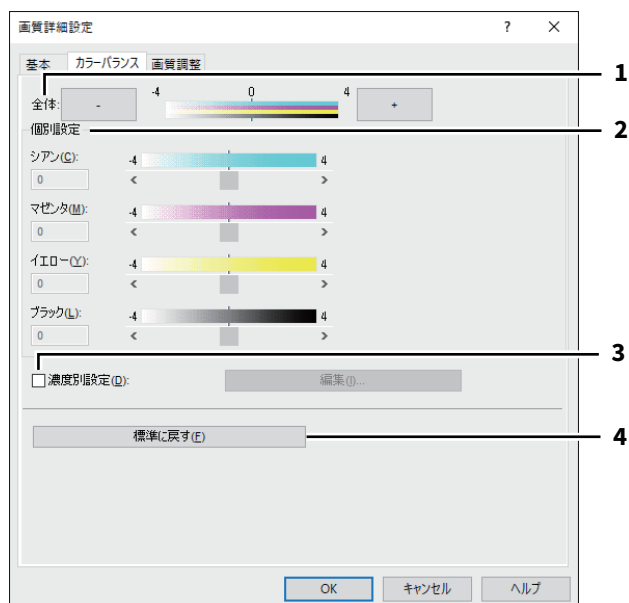 画質詳細設定 ? ×
基本 カラーバランス 画質調整
1
全体: - -4 0 4 +
個別設定
2
シアン(C): -4 4
0 < >
マゼンタ(M): -4 4
0 < >
イエロー(Y): -4 4
0 < >
ブラック(L): -4 4
0 < >
3
濃度別設定(D): 編集(I)...
標準に戻す(F)
4
OK キャンセル ヘルプ